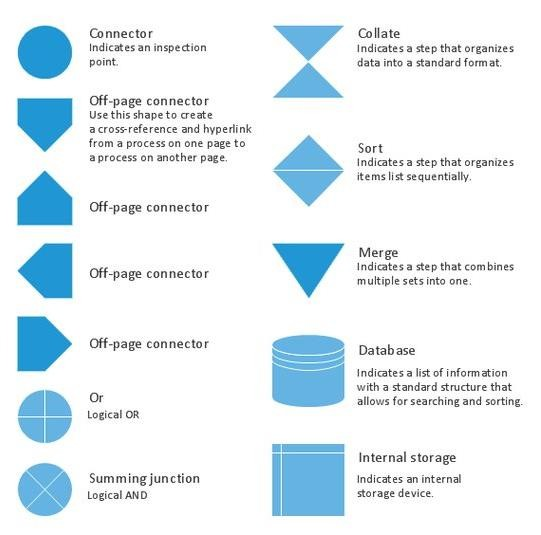 Connector
Indicates an inspection
point.
Off-page connector
Use this shape to create
a cross-reference and hyperlink
from a process on one page to
a process on another page.
Off-page connector
Off-page connector
Off-page connector
Or
Logical OR
Summing junction
Logical AND
Collate
Indicates a step that organizes
data into a standard format.
Sort
Indicates a step that organizes
items list sequentially.
Merge
Indicates a step that combines
multiple sets into one.
Database
Indicates a list of information
with a standard structure that
allows for searching and sorting.
Internal storage
Indicates an internal
storage device.